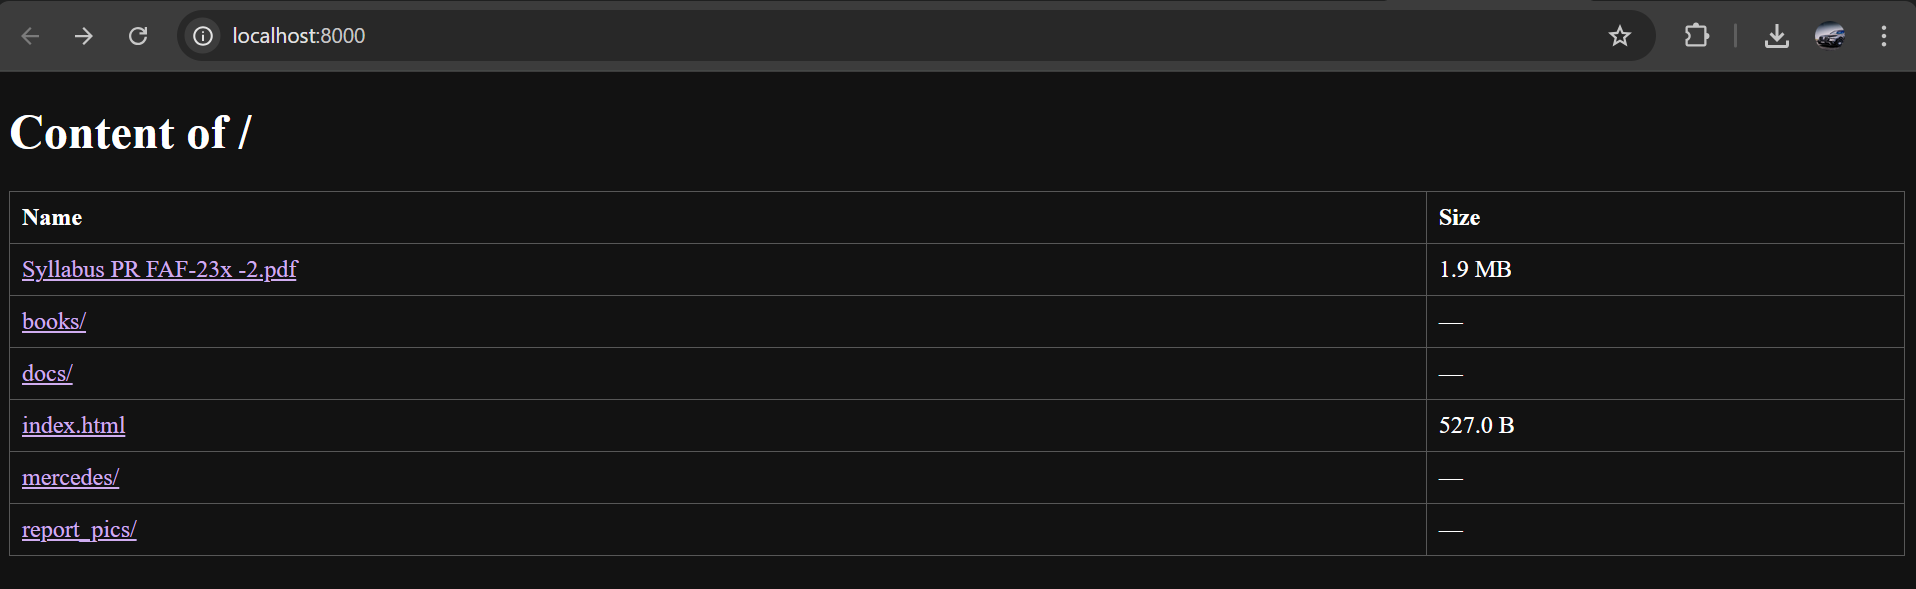 localhost:8000
Content of /
Name Size
Syllabus PR FAF-23x -2.pdf 1.9 MB
books/ —
docs/ —
index.html 527.0 B
mercedes/ —
report_pics/ —